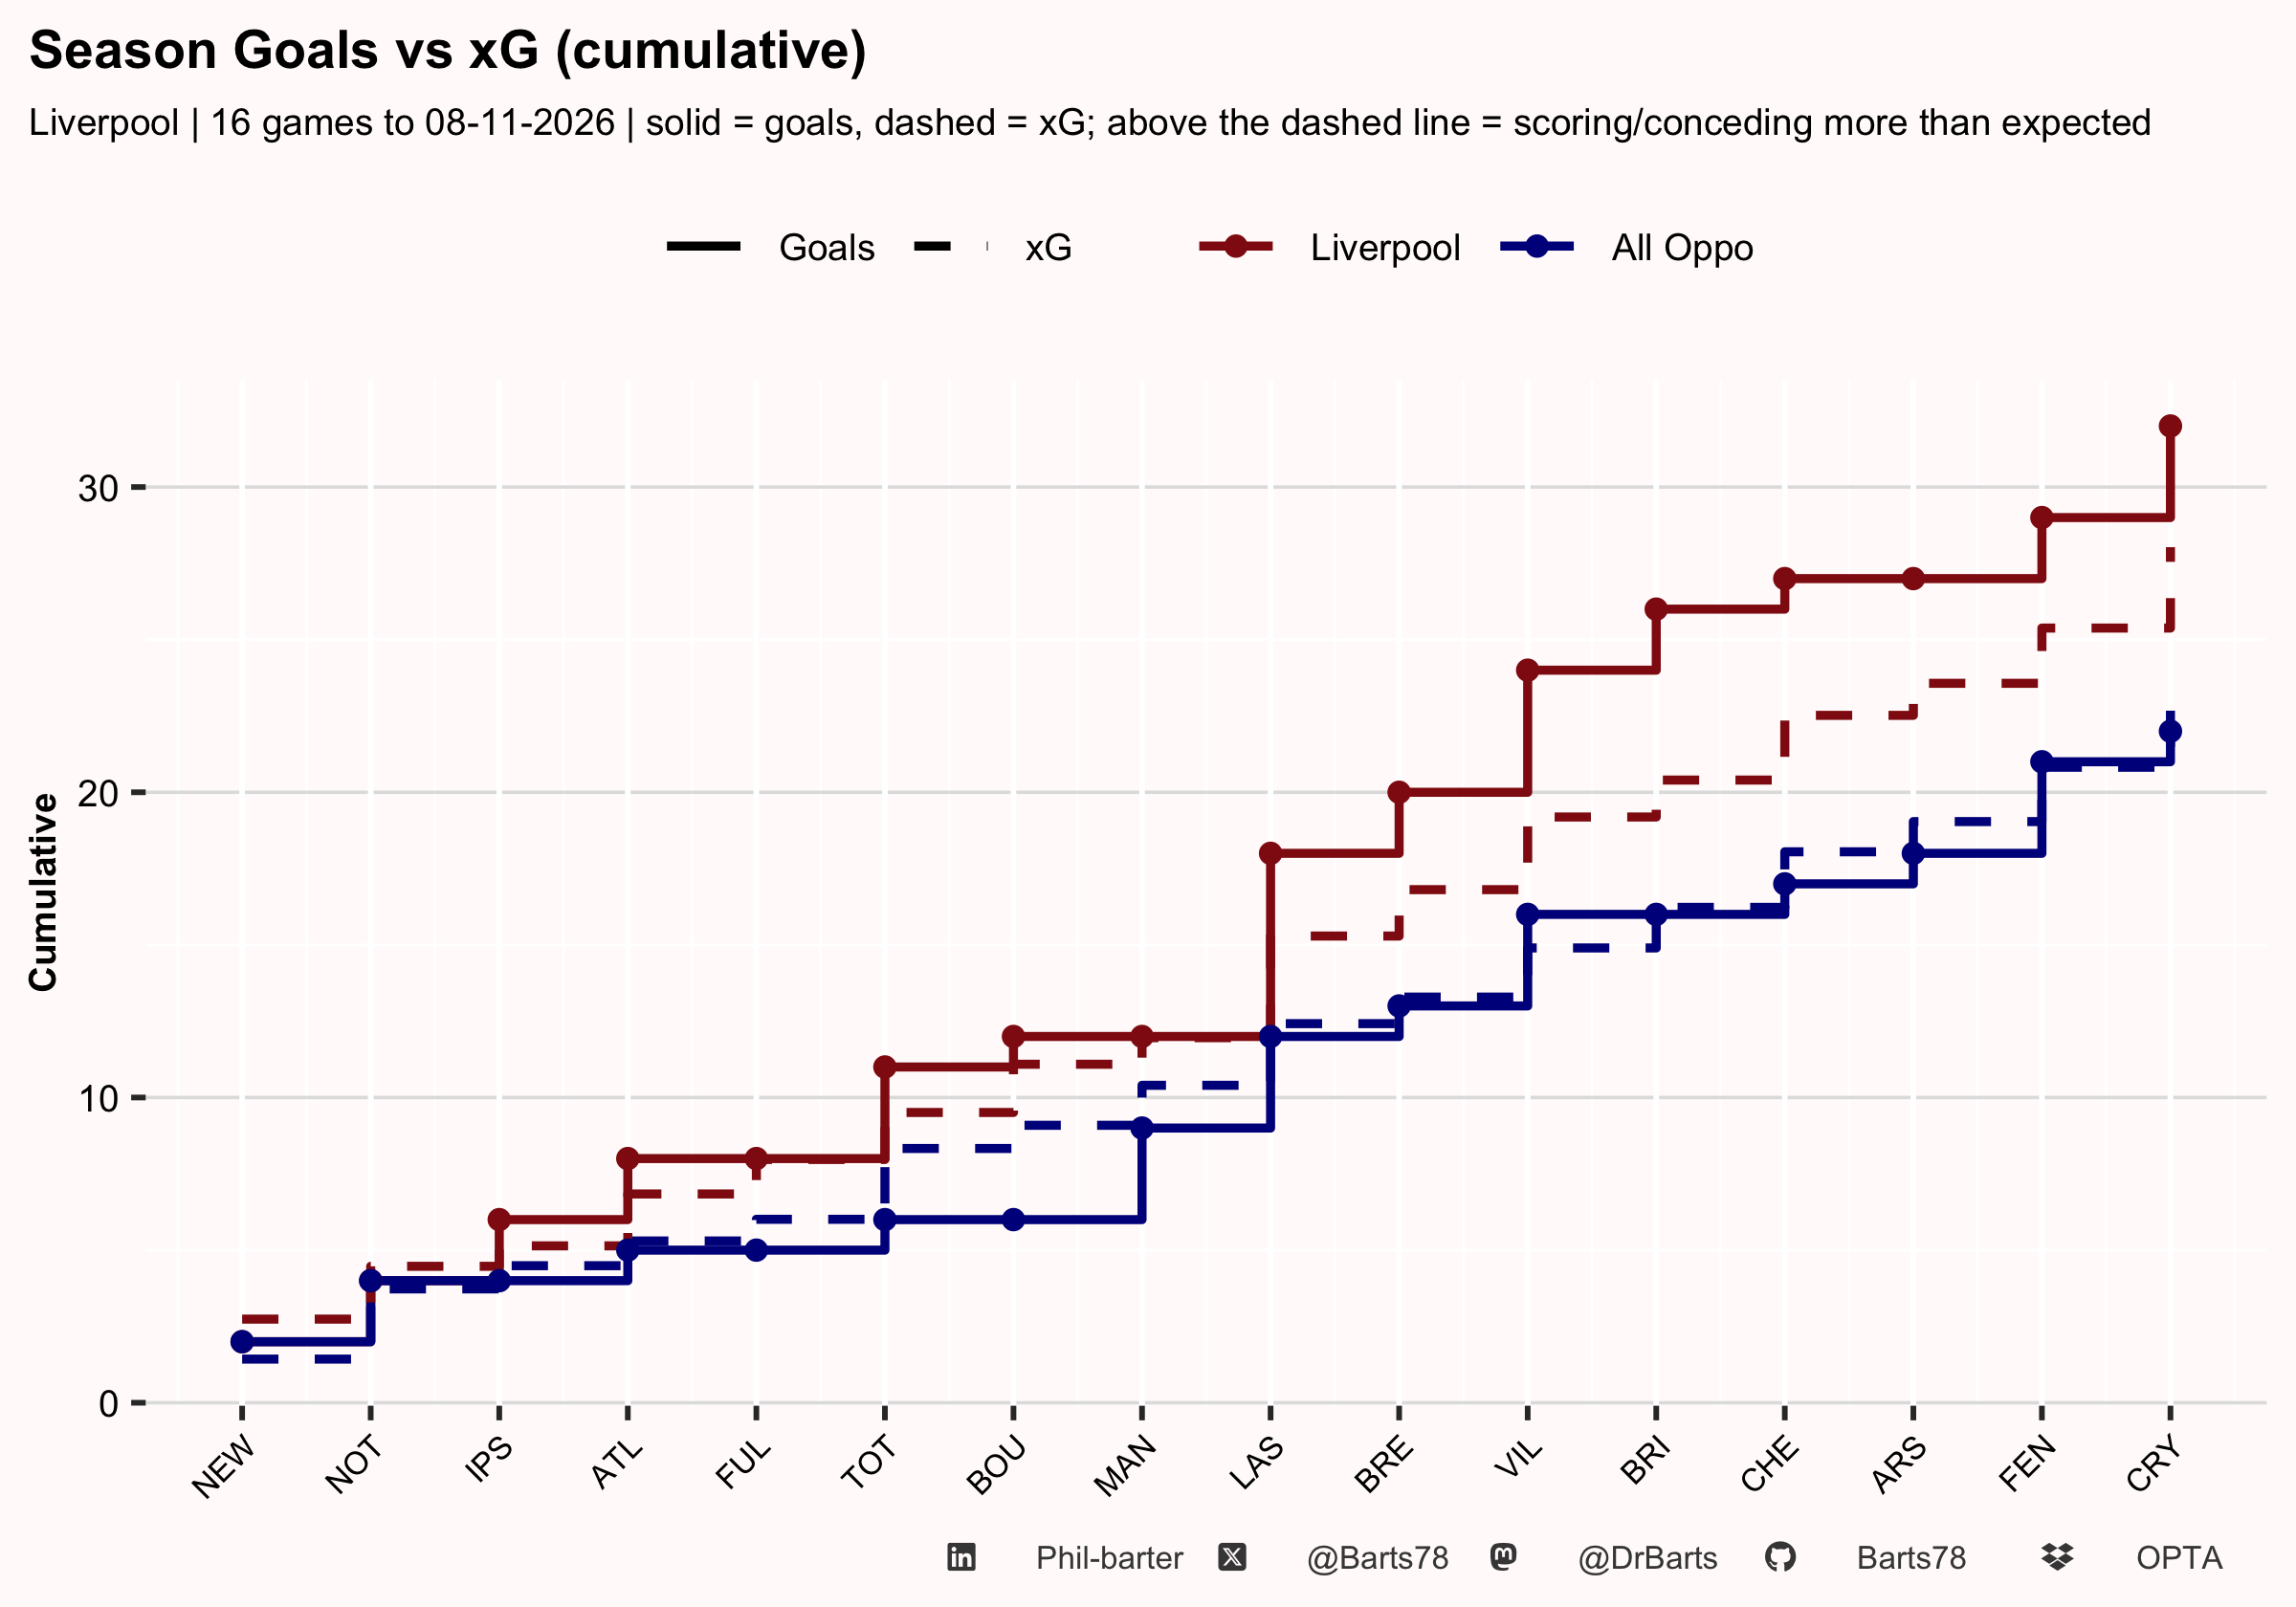 Season Goals vs xG (cumulative)
Liverpool | 16 games to 08-11-2026 | solid = goals, dashed = xG; above the dashed line = scoring/conceding more than expected
Goals xG Liverpool All Oppo
Cumulative
30
20
10
0
NEW NOT IPS ATL FUL TOT BOU MAN LAS BRE VIL BRI CHE ARS FEN CRY
Phil-barter @Barts78 @DrBarts Barts78 OPTA